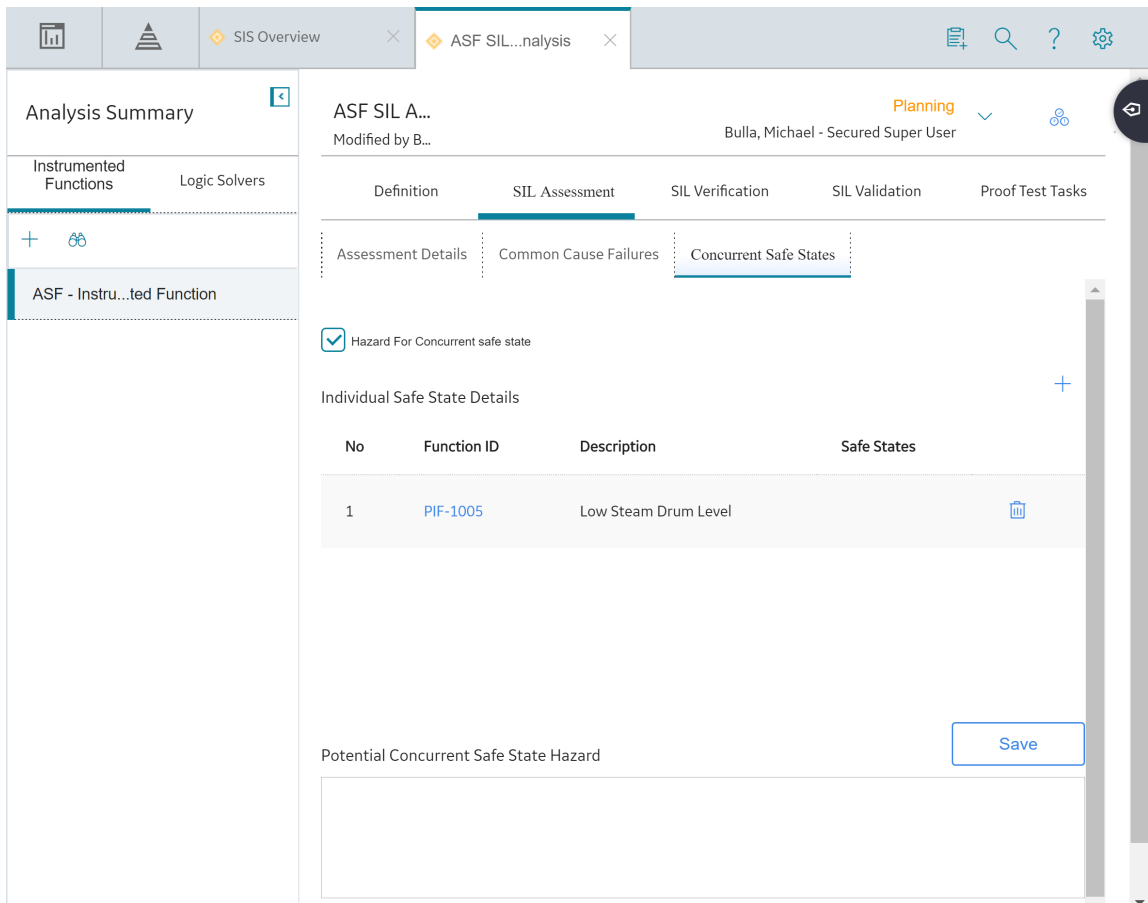 SIS Overview
ASF SIL...nalysis
Analysis Summary
Instrumented
Functions
Logic Solvers
ASF - Instru...ted Function
ASF SIL A...
Modified by B...
Planning
Bulla, Michael - Secured Super User
Definition
SIL Assessment
SIL Verification
SIL Validation
Proof Test Tasks
Assessment Details
Common Cause Failures
Concurrent Safe States
Hazard For Concurrent safe state
Individual Safe State Details
No Function ID Description Safe States
1 PIF-1005 Low Steam Drum Level
Save
Potential Concurrent Safe State Hazard